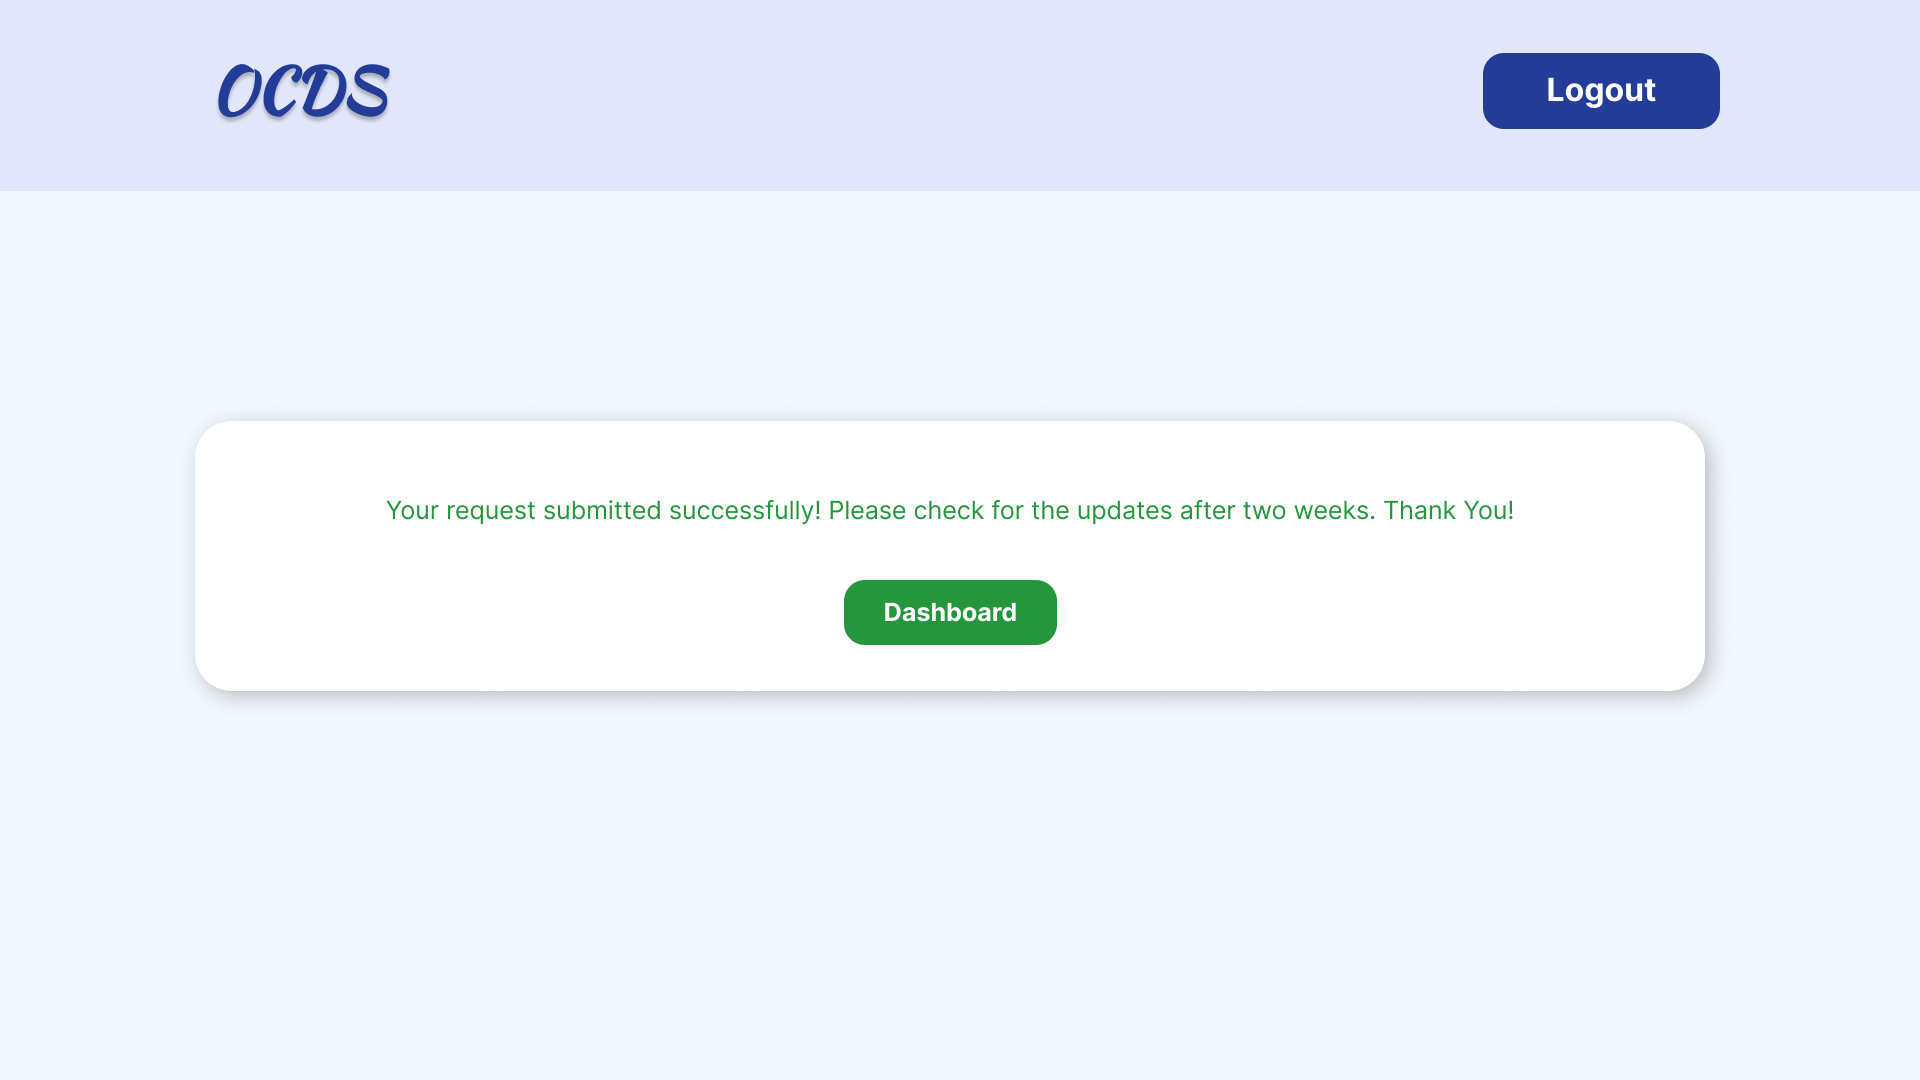 OCDS
Logout
Your request submitted successfully! Please check for the updates after two weeks. Thank You!
Dashboard